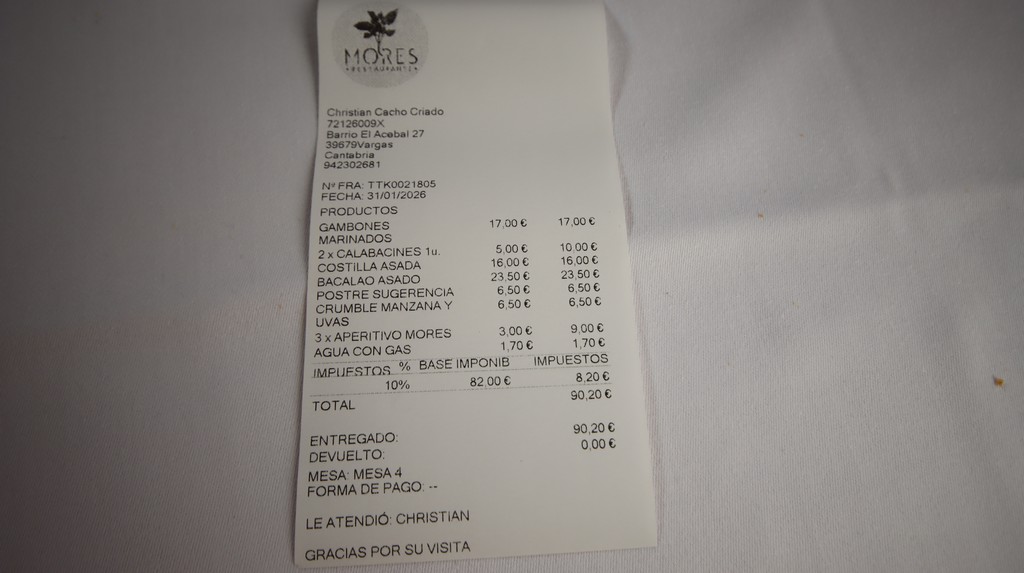 MORES
RESTAURANTE
Christian Cacho Criado
72126009X
Barrio El Acebal 27
39679Vargas
Cantabria
942302681
Nº FRA: TTK0021805
FECHA: 31/01/2026
PRODUCTOS
GAMBONES 17,00 € 17,00 €
MARINADOS
2 x CALABACINES 1u. 5,00 € 10,00 €
COSTILLA ASADA 16,00 € 16,00 €
BACALAO ASADO 23,50 € 23,50 €
POSTRE SUGERENCIA 6,50 € 6,50 €
CRUMBLE MANZANA Y 6,50 € 6,50 €
UVAS
3 x APERITIVO MORES 3,00 € 9,00 €
AGUA CON GAS 1,70 € 1,70 €
IMPUESTOS % BASE IMPONIB IMPUESTOS
10% 82,00 € 8,20 €
TOTAL 90,20 €
ENTREGADO: 90,20 €
DEVUELTO: 0,00 €
MESA: MESA 4
FORMA DE PAGO: --
LE ATENDIÓ: CHRISTIAN
GRACIAS POR SU VISITA